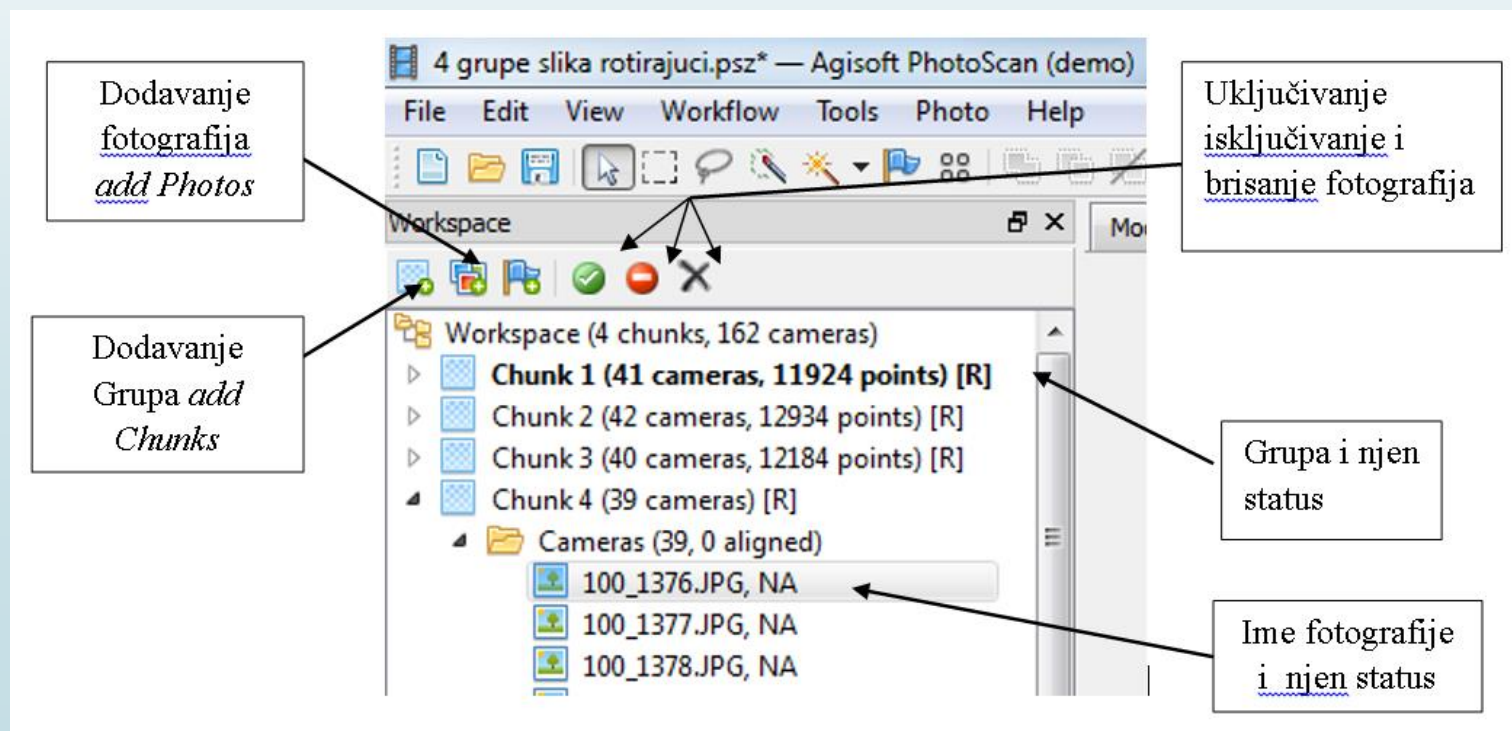 Dodavanje
fotografija
add Photos
4 grupe slika rotirajuci.psz* — Agisoft PhotoScan (demo)
File Edit View Workflow Tools Photo Help
Uključivanje
isključivanje i
brisanje fotografija
Workspace
Dodavanje
Grupa add
Chunks
Workspace (4 chunks, 162 cameras)
Chunk 1 (41 cameras, 11924 points) [R]
Chunk 2 (42 cameras, 12934 points) [R]
Chunk 3 (40 cameras, 12184 points) [R]
Chunk 4 (39 cameras) [R]
Cameras (39, 0 aligned)
100_1376.JPG, NA
100_1377.JPG, NA
100_1378.JPG, NA
Grupa i njen
status
Ime fotografije
i njen status